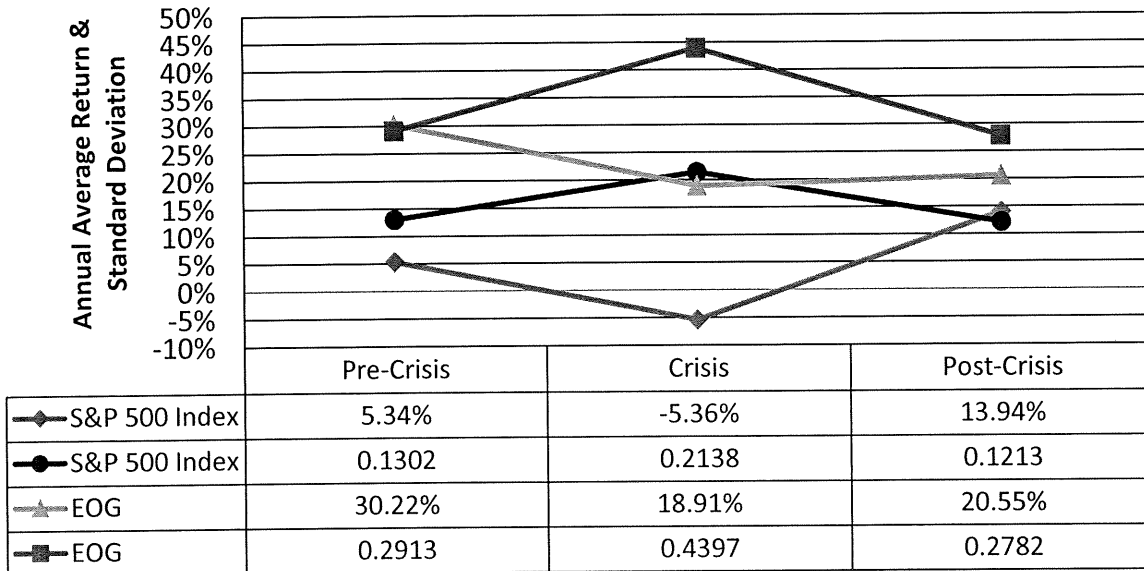 Annual Average Return &
Standard Deviation
50%
45%
40%
35%
30%
25%
20%
15%
10%
5%
0%
-5%
-10%
Pre-Crisis Crisis Post-Crisis
S&P 500 Index 5.34% -5.36% 13.94%
S&P 500 Index 0.1302 0.2138 0.1213
EOG 30.22% 18.91% 20.55%
EOG 0.2913 0.4397 0.2782